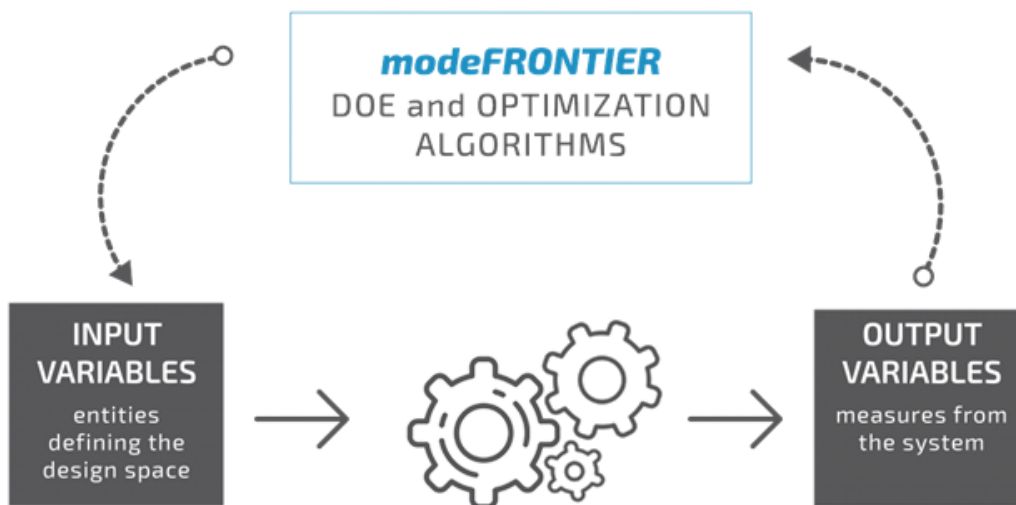 modeFRONTIER
DOE and OPTIMIZATION
ALGORITHMS
INPUT
VARIABLES
entities
defining the
design space
OUTPUT
VARIABLES
measures from
the system